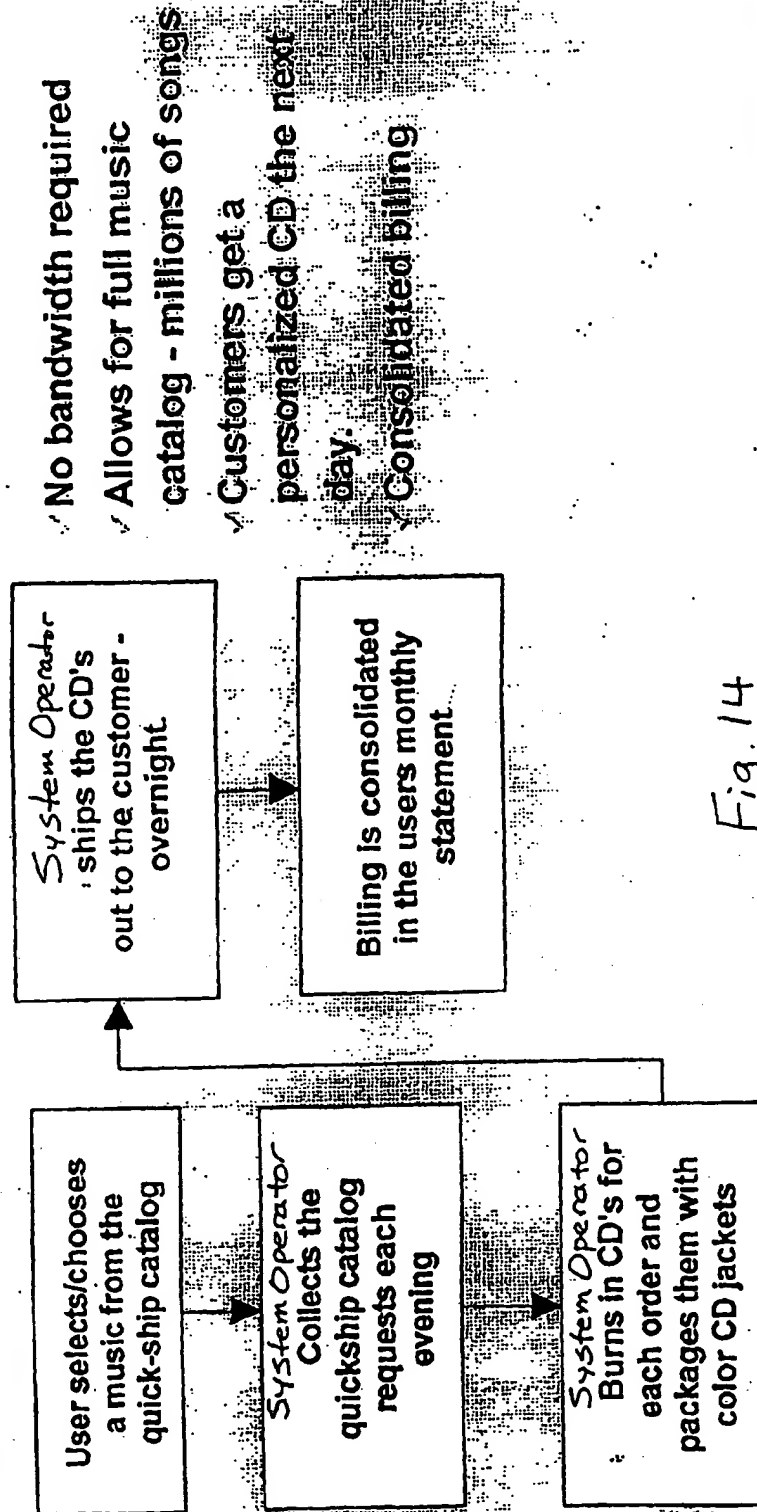 User selects/chooses
a music from the
quick-ship catalog
System Operator
Collects the
quickship catalog
requests each
evening
System Operator
Burns in CD's for
each order and
packages them with
color CD jackets
System Operator
ships the CD's
out to the customer -
overnight.
Billing is consolidated
in the users monthly
statement
✓ No bandwidth required
✓ Allows for full music
catalog - millions of songs
✓ Customers get a
personalized CD the next
day.
✓ Consolidated billing
Fig. 14